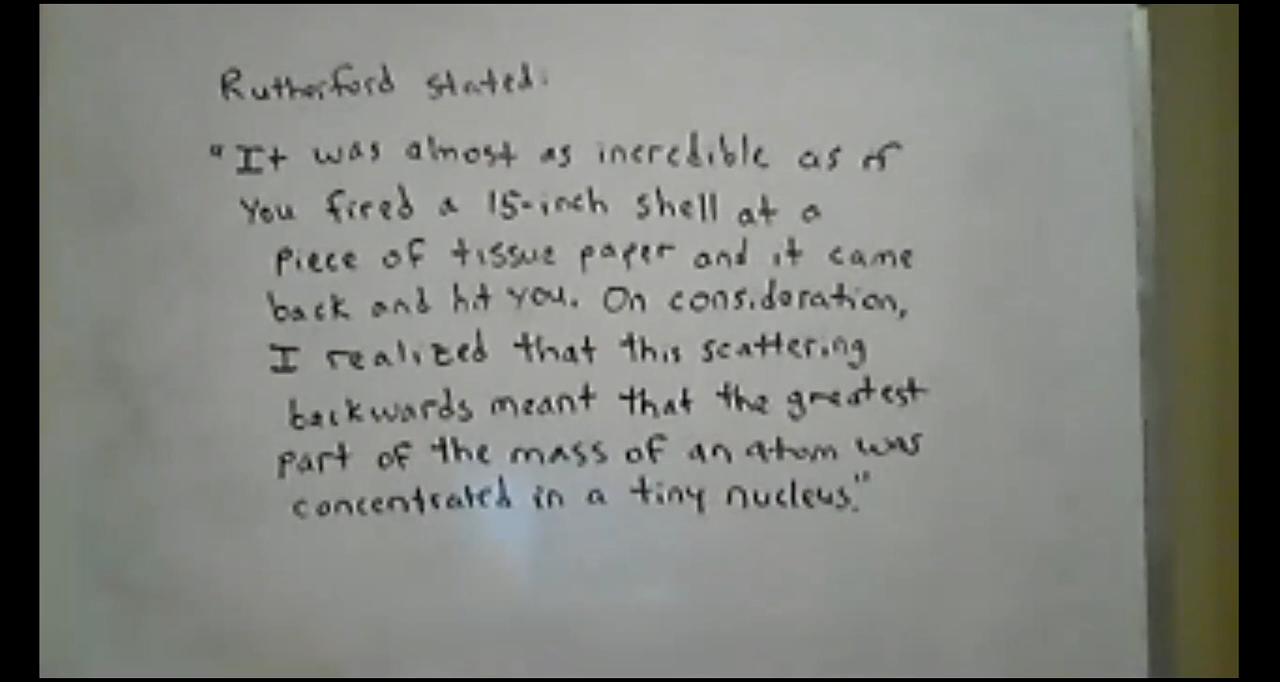 Rutherford stated:
"It was almost as incredible as if
you fired a 15-inch shell at a
piece of tissue paper and it came
back and hit you. On consideration,
I realized that this scattering
backwards meant that the greatest
part of the mass of an atom was
concentrated in a tiny nucleus."